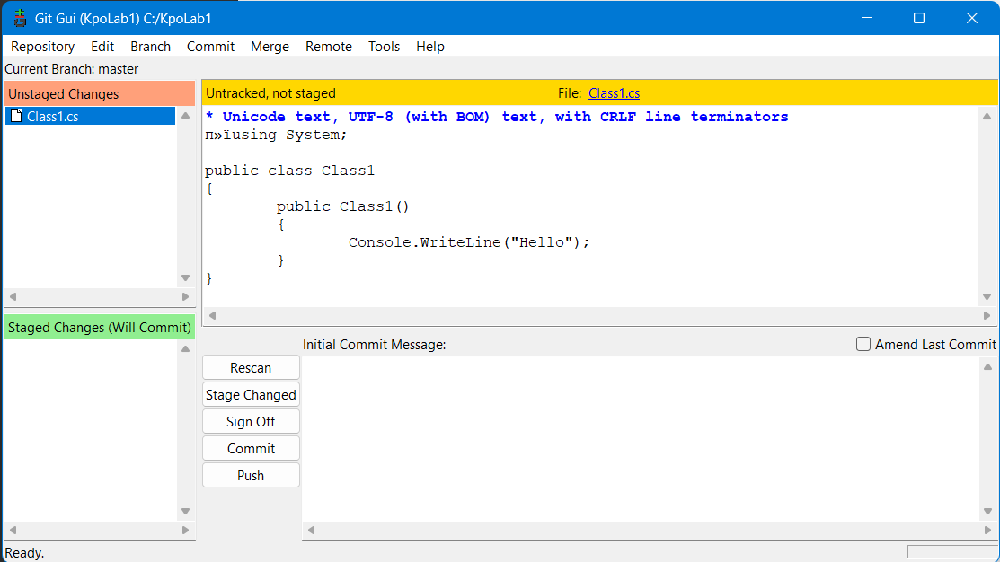 Git Gui (KpoLab1) C:/KpoLab1
Repository Edit Branch Commit Merge Remote Tools Help
Current Branch: master
Unstaged Changes
Class1.cs
Untracked, not staged File: Class1.cs
* Unicode text, UTF-8 (with BOM) text, with CRLF line terminators
п»їusing System;
public class Class1
{
public Class1()
{
Console.WriteLine("Hello");
}
}
Staged Changes (Will Commit)
Initial Commit Message:
Amend Last Commit
Rescan
Stage Changed
Sign Off
Commit
Push
Ready.